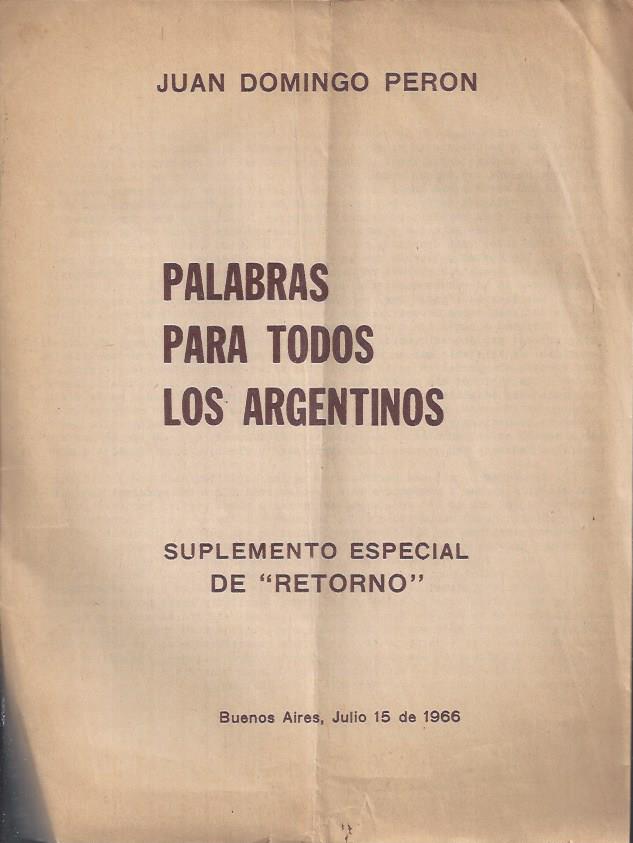 JUAN DOMINGO PERON
PALABRAS
PARA TODOS
LOS ARGENTINOS
SUPLEMENTO ESPECIAL
DE “RETORNO”
Buenos Aires, Julio 15 de 1966